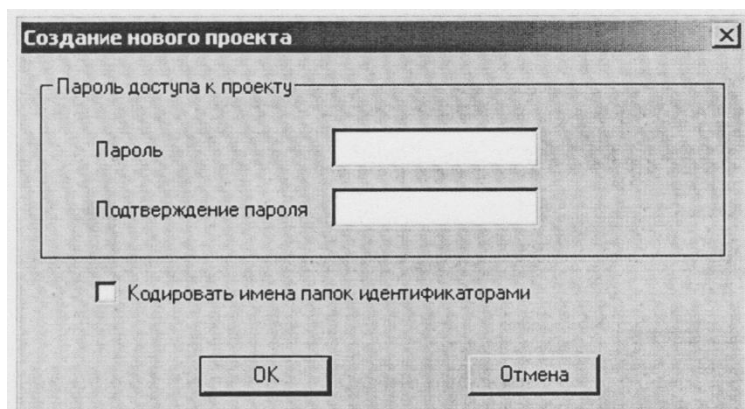 Создание нового проекта
Пароль доступа к проекту
Пароль
Подтверждение пароля
Кодировать имена папок идентификаторами
OK
Отмена